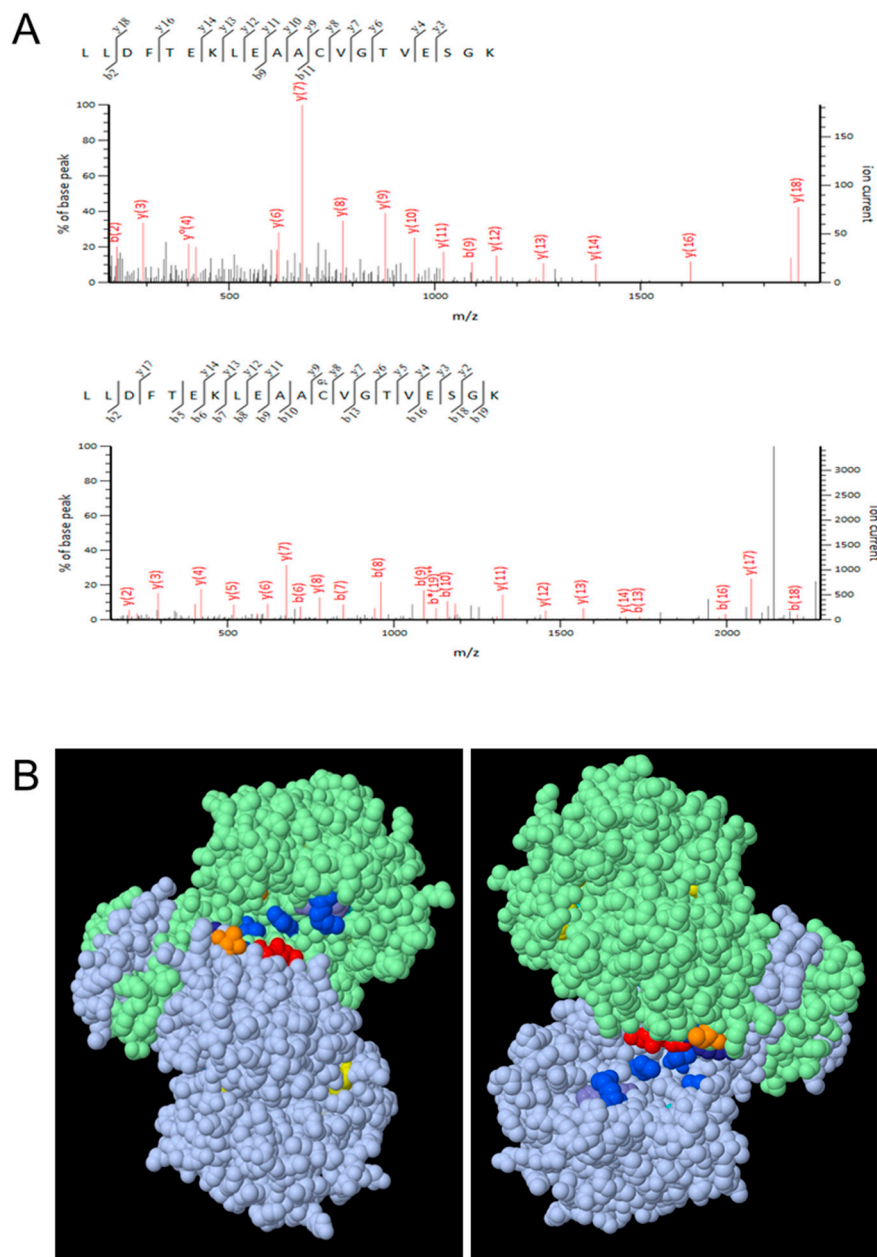 A
y18 y16 y14 y13 y12 y11 y10 y9 y8 y7 y6 y4 y3
L L D F T E K L E A A C V G T V E S G K
b2 b9 b11
100
80
60
40
20
0
% of base peak
b(2) y(3) y°(4) y(6) y(7) y(8) y(9) y(10) y(11) b(9) y(12) y(13) y(14) y(16) y(18)
150
100
50
0
ion current
500 1000 1500
m/z
y17 y14 y13 y12 y11 y9 y8 y7 y6 y5 y4 y3 y2
L L D F T E K L E A A C V G T V E S G K
b2 b5 b6 b7 b8 b9 b10 b13 b16 b18 b19
100
80
60
40
20
0
% of base peak
y(2) y(3) y(4) y(5) y(6) y(7) b(6) y(8) b(7) b(8) b(9) b*(19)⁺⁺ b(10) y(11) y(12) y(13) y(14) b(13) b(16) y(17) b(18)
3000
2500
2000
1500
1000
500
0
ion current
500 1000 1500 2000
m/z
B